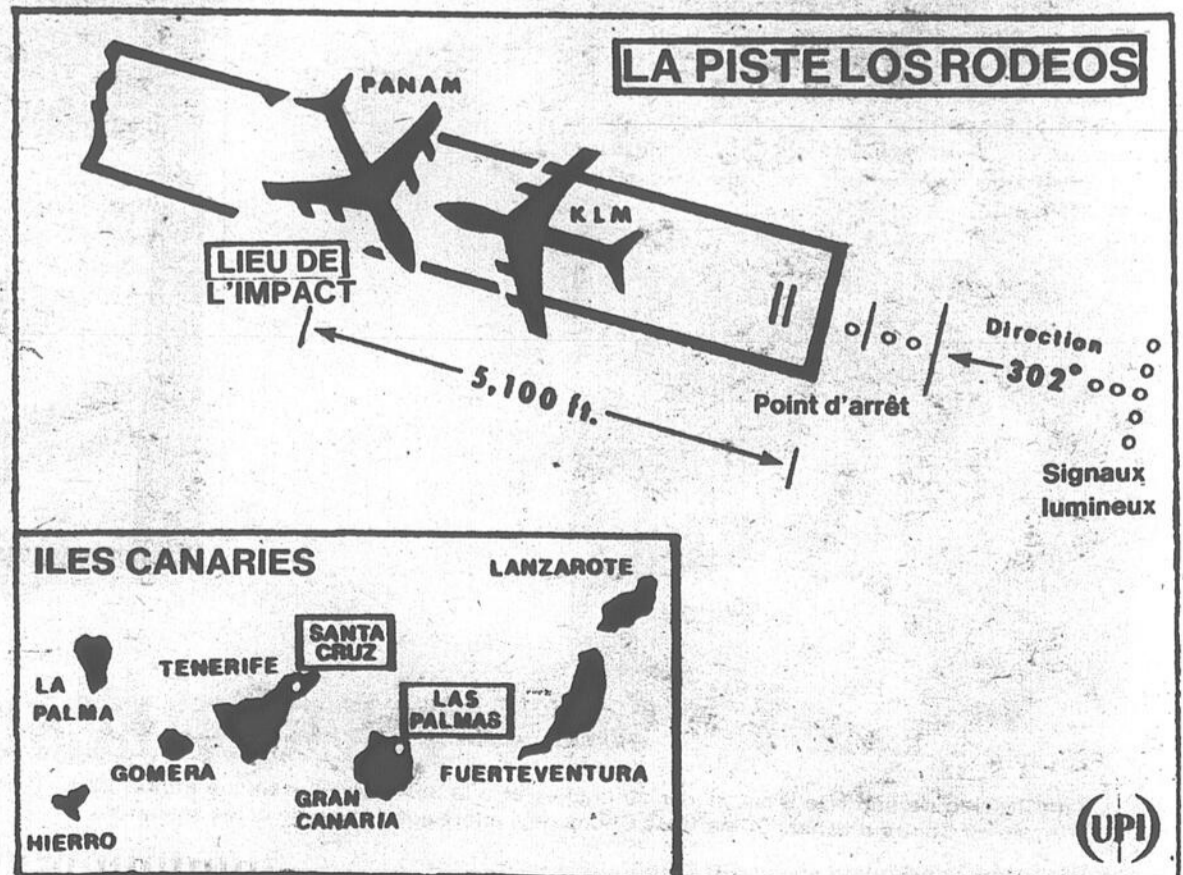 LA PISTE LOS RODEOS
PANAM
KLM
LIEU DE
L'IMPACT
5,100 ft.
Point d'arrêt
Direction
302°
Signaux
lumineux
ILES CANARIES
LANZAROTE
SANTA
CRUZ
TENERIFE
LA
PALMA
LAS
PALMAS
GOMERA
FUERTEVENTURA
GRAN
CANARIA
HIERRO
(UPI)